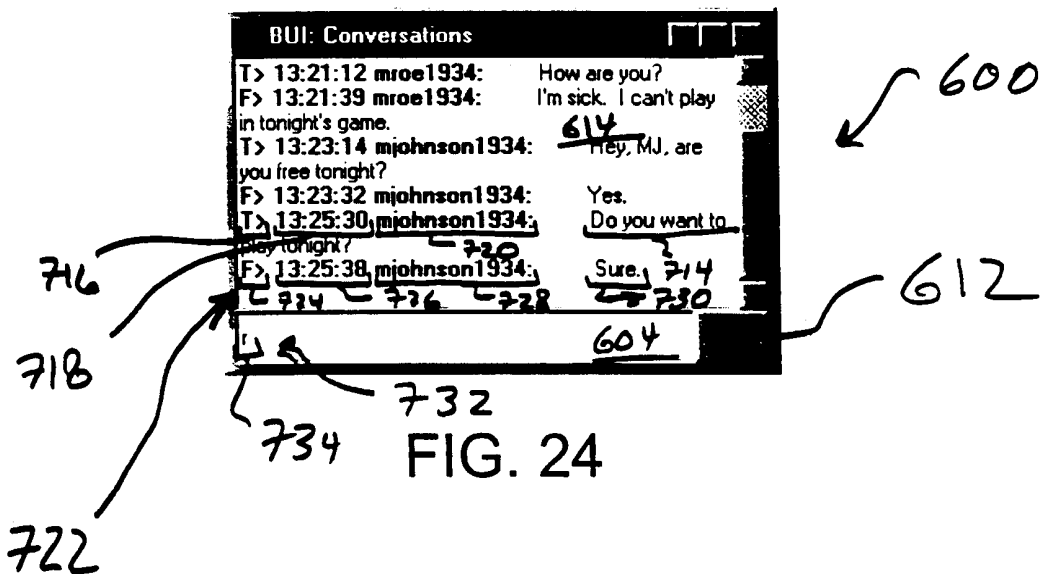 BUI: Conversations
T> 13:21:12 mroe1934: How are you?
F> 13:21:39 mroe1934: I'm sick. I can't play
in tonight's game.
614
T> 13:23:14 mjohnson1934: Hey, MJ, are
you free tonight?
F> 13:23:32 mjohnson1934: Yes.
T> 13:25:30 mjohnson1934: Do you want to
play tonight?
720
714
F> 13:25:38 mjohnson1934: Sure.
724 726 728 730
604
600
612
716
718
732
734
722
FIG. 24